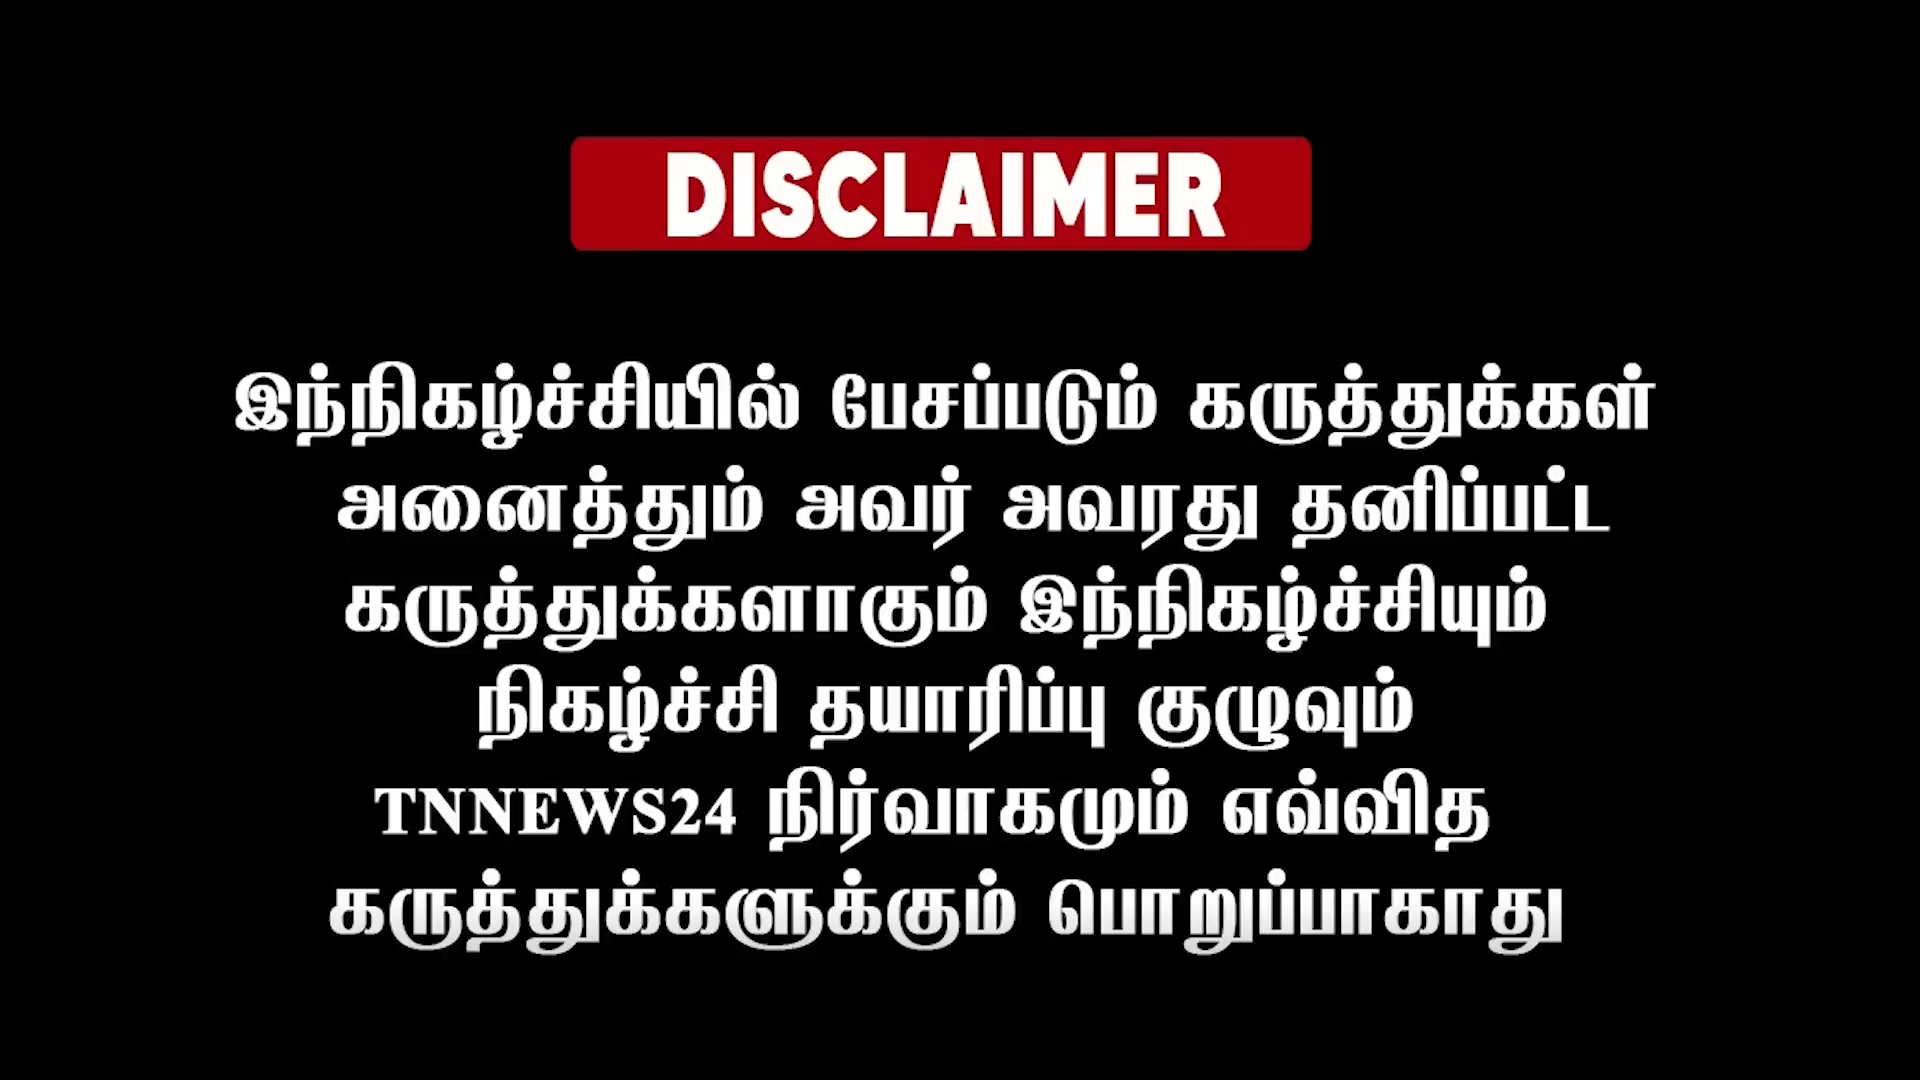 DISCLAIMER
இந்நிகழ்ச்சியில் பேசப்படும் கருத்துக்கள்
அனைத்தும் அவர் அவரது தனிப்பட்ட
கருத்துக்களாகும் இந்நிகழ்ச்சியும்
நிகழ்ச்சி தயாரிப்பு குழுவும்
TNNEWS24 நிர்வாகமும் எவ்வித
கருத்துக்களுக்கும் பொறுப்பாகாது